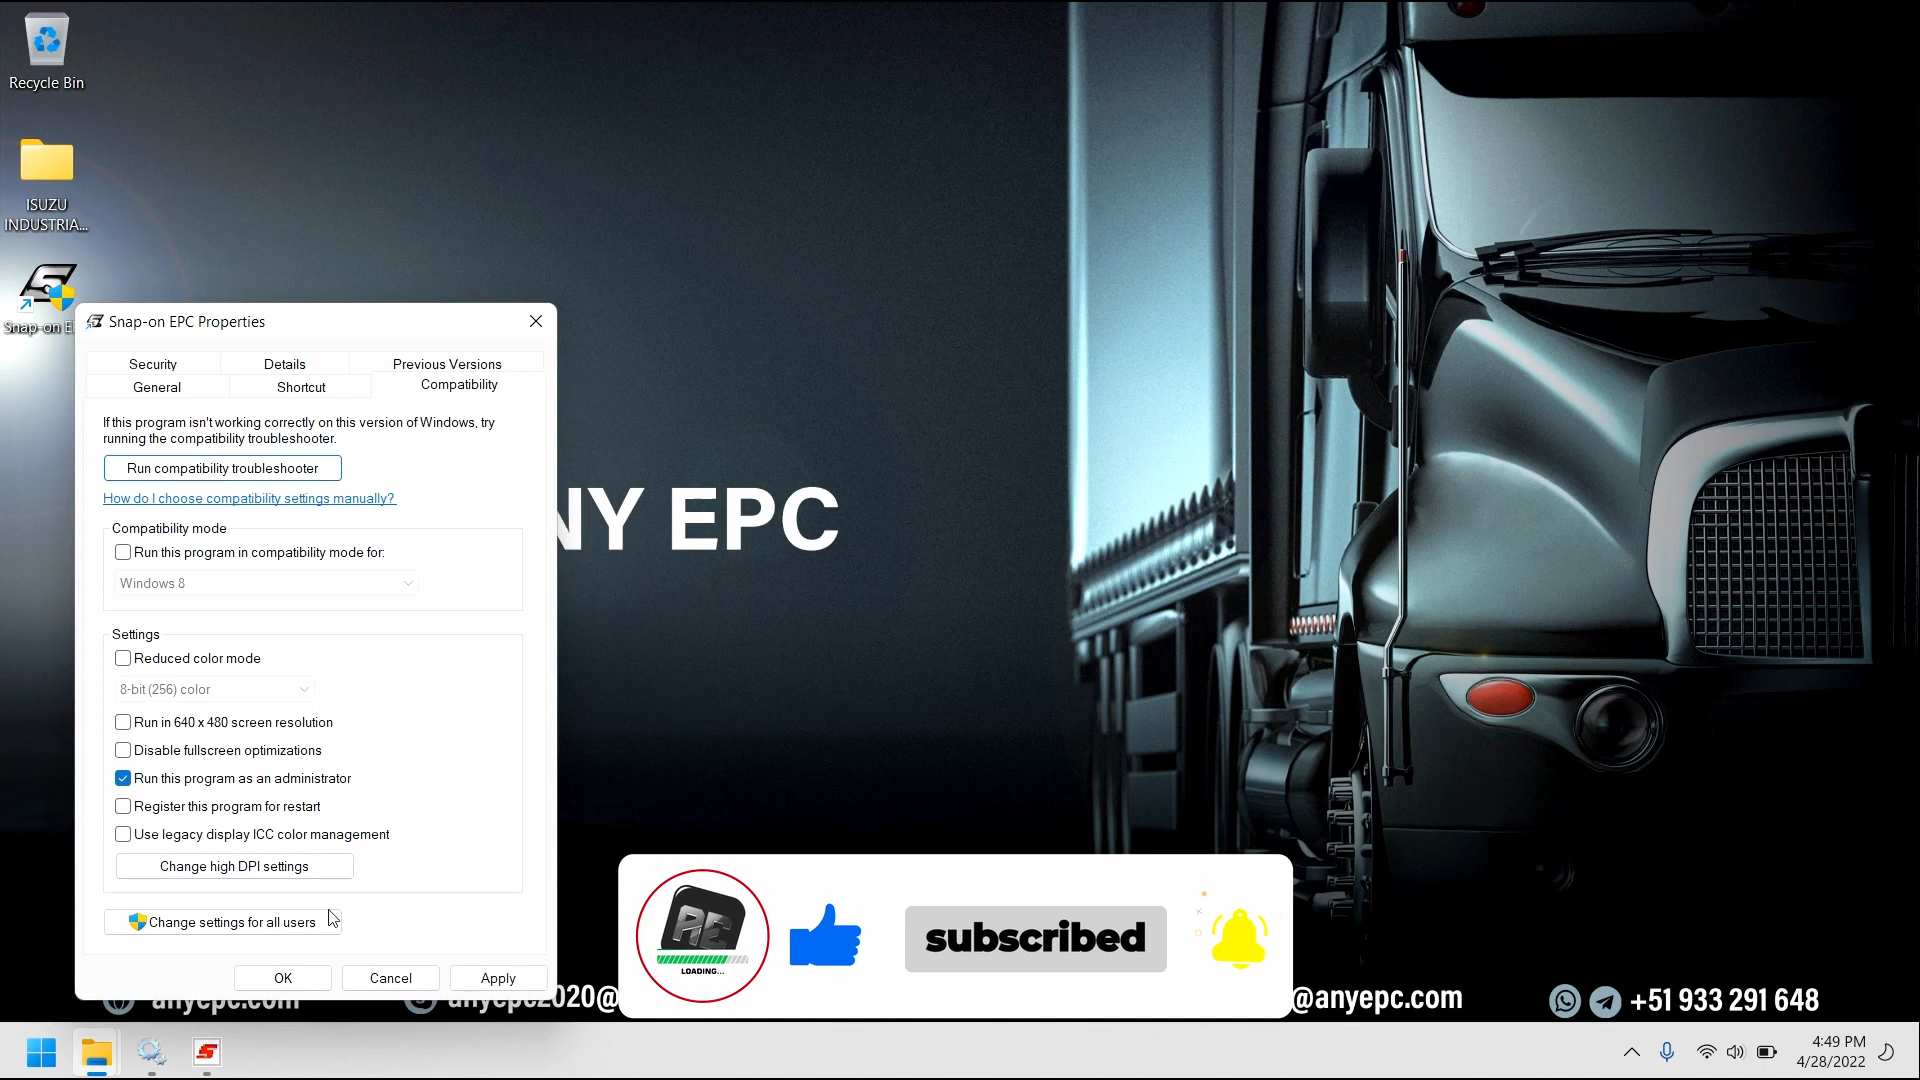 Recycle Bin
ISUZU
INDUSTRIA...
Snap-on E
Snap-on EPC Properties
Security
Details
Previous Versions
General
Shortcut
Compatibility
If this program isn't working correctly on this version of Windows, try
running the compatibility troubleshooter.
Run compatibility troubleshooter
How do I choose compatibility settings manually?
Compatibility mode
Run this program in compatibility mode for:
Windows 8
Settings
Reduced color mode
8-bit (256) color
Run in 640 x 480 screen resolution
Disable fullscreen optimizations
Run this program as an administrator
Register this program for restart
Use legacy display ICC color management
Change high DPI settings
Change settings for all users
OK
Cancel
Apply
NY EPC
AE
LOADING...
subscribed
anyepc.com
anyepc2020@
@anyepc.com
+51 933 291 648
4:49 PM
4/28/2022